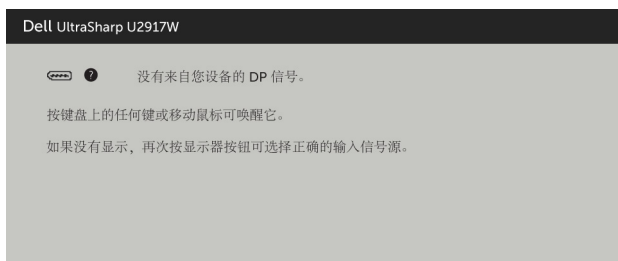 Dell UltraSharp U2917W
? 没有来自您设备的 DP 信号。
按键盘上的任何键或移动鼠标可唤醒它。
如果没有显示，再次按显示器按钮可选择正确的输入信号源。